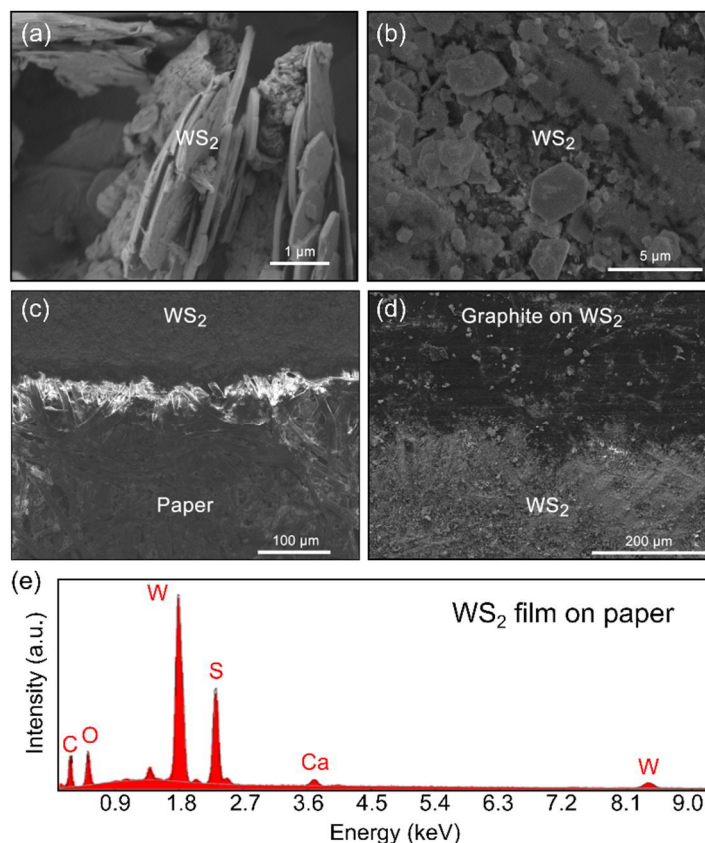 (a)
WS₂
1 μm
(b)
WS₂
5 μm
(c)
WS₂
Paper
100 μm
(d)
Graphite on WS₂
WS₂
200 μm
(e)
WS₂ film on paper
Intensity (a.u.)
C O W S Ca W
0.9 1.8 2.7 3.6 4.5 5.4 6.3 7.2 8.1 9.0
Energy (keV)